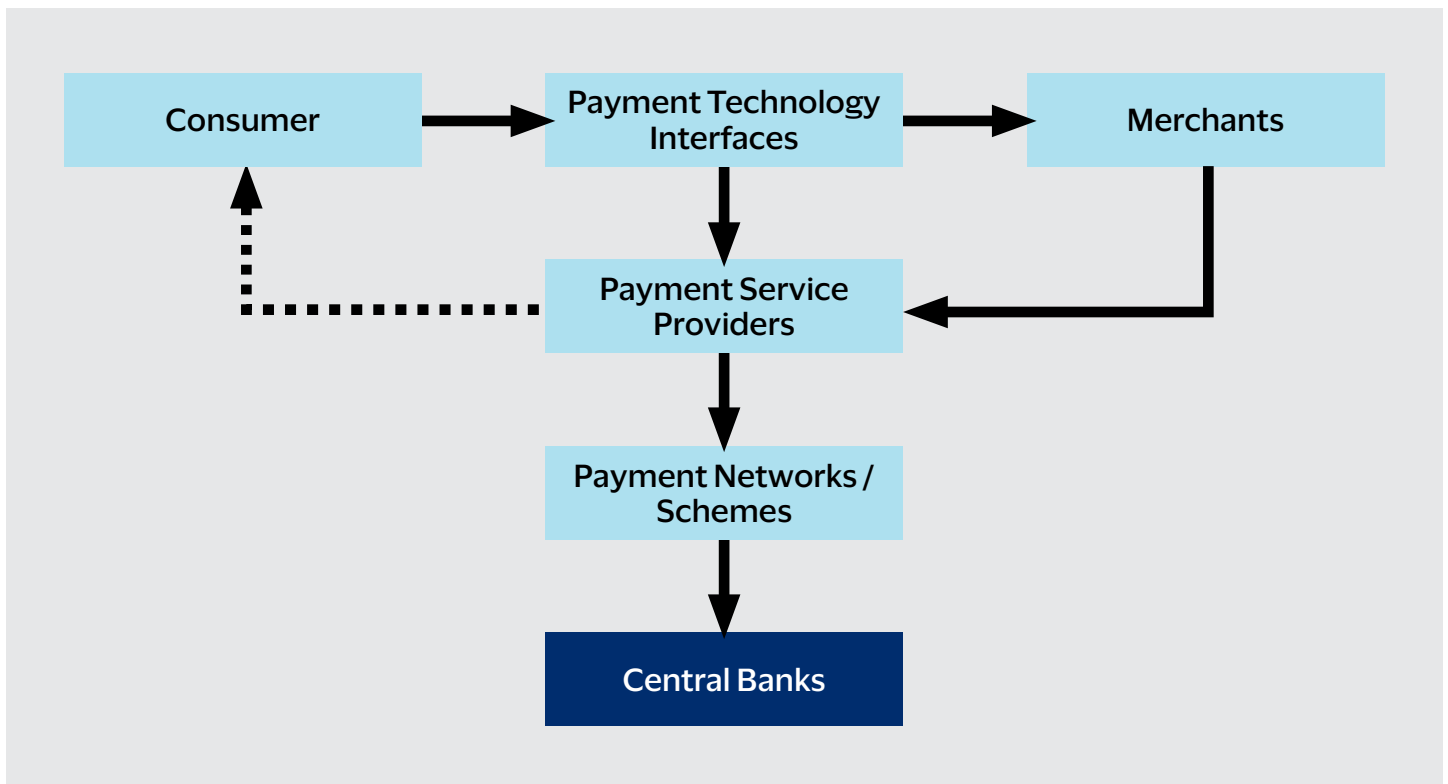 Consumer
Payment Technology
Interfaces
Merchants
Payment Service
Providers
Payment Networks /
Schemes
Central Banks